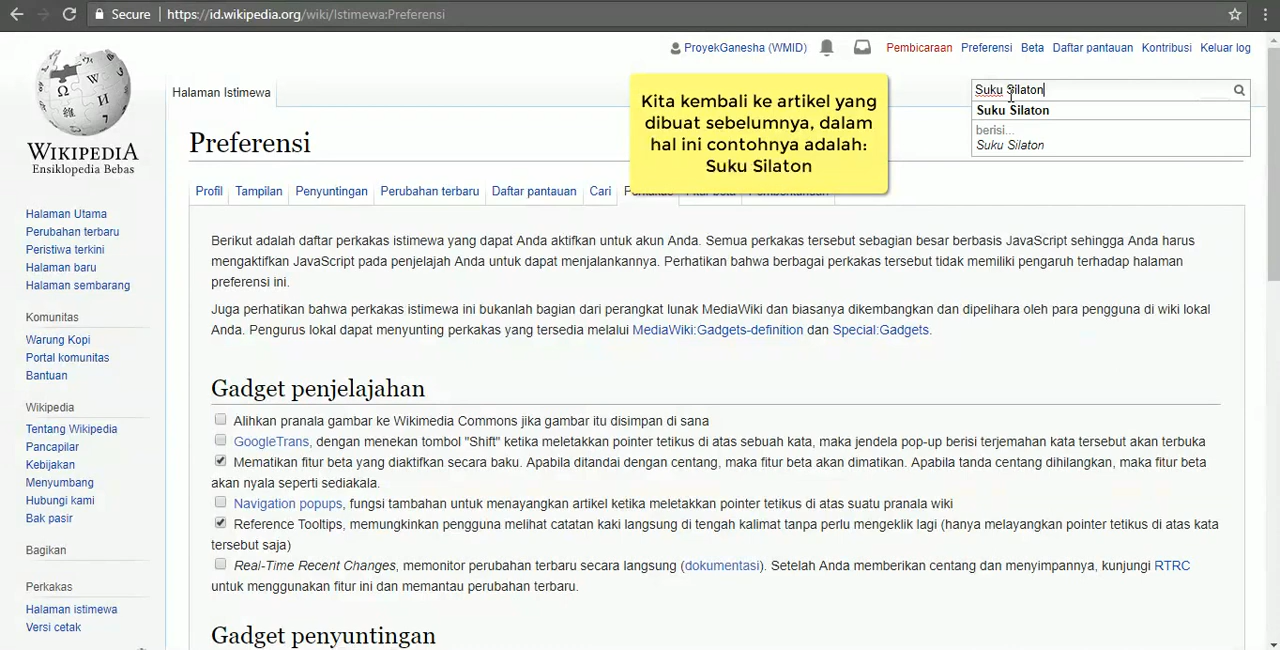 Secure https://id.wikipedia.org/wiki/Istimewa:Preferensi
ProyekGanesha (WMID) Pembicaraan Preferensi Beta Daftar pantauan Kontribusi Keluar log
Halaman Istimewa
Suku Silaton
Suku Silaton
berisi...
Suku Silaton
Kita kembali ke artikel yang
dibuat sebelumnya, dalam
hal ini contohnya adalah:
Suku Silaton
WIKIPEDIA
Ensiklopedia Bebas
Halaman Utama
Perubahan terbaru
Peristiwa terkini
Halaman baru
Halaman sembarang
Komunitas
Warung Kopi
Portal komunitas
Bantuan
Wikipedia
Tentang Wikipedia
Pancapilar
Kebijakan
Menyumbang
Hubungi kami
Bak pasir
Bagikan
Perkakas
Halaman istimewa
Versi cetak
Preferensi
Profil Tampilan Penyuntingan Perubahan terbaru Daftar pantauan Cari
Berikut adalah daftar perkakas istimewa yang dapat Anda aktifkan untuk akun Anda. Semua perkakas tersebut sebagian besar berbasis JavaScript sehingga Anda harus
mengaktifkan JavaScript pada penjelajah Anda untuk dapat menjalankannya. Perhatikan bahwa berbagai perkakas tersebut tidak memiliki pengaruh terhadap halaman
preferensi ini.
Juga perhatikan bahwa perkakas istimewa ini bukanlah bagian dari perangkat lunak MediaWiki dan biasanya dikembangkan dan dipelihara oleh para pengguna di wiki lokal
Anda. Pengurus lokal dapat menyunting perkakas yang tersedia melalui MediaWiki:Gadgets-definition dan Special:Gadgets.
Gadget penjelajahan
Alihkan pranala gambar ke Wikimedia Commons jika gambar itu disimpan di sana
GoogleTrans, dengan menekan tombol "Shift" ketika meletakkan pointer tetikus di atas sebuah kata, maka jendela pop-up berisi terjemahan kata tersebut akan terbuka
Mematikan fitur beta yang diaktifkan secara baku. Apabila ditandai dengan centang, maka fitur beta akan dimatikan. Apabila tanda centang dihilangkan, maka fitur beta
akan nyala seperti sediakala.
Navigation popups, fungsi tambahan untuk menayangkan artikel ketika meletakkan pointer tetikus di atas suatu pranala wiki
Reference Tooltips, memungkinkan pengguna melihat catatan kaki langsung di tengah kalimat tanpa perlu mengeklik lagi (hanya melayangkan pointer tetikus di atas kata
tersebut saja)
Real-Time Recent Changes, memonitor perubahan terbaru secara langsung (dokumentasi). Setelah Anda memberikan centang dan menyimpannya, kunjungi RTRC
untuk menggunakan fitur ini dan memantau perubahan terbaru.
Gadget penyuntingan